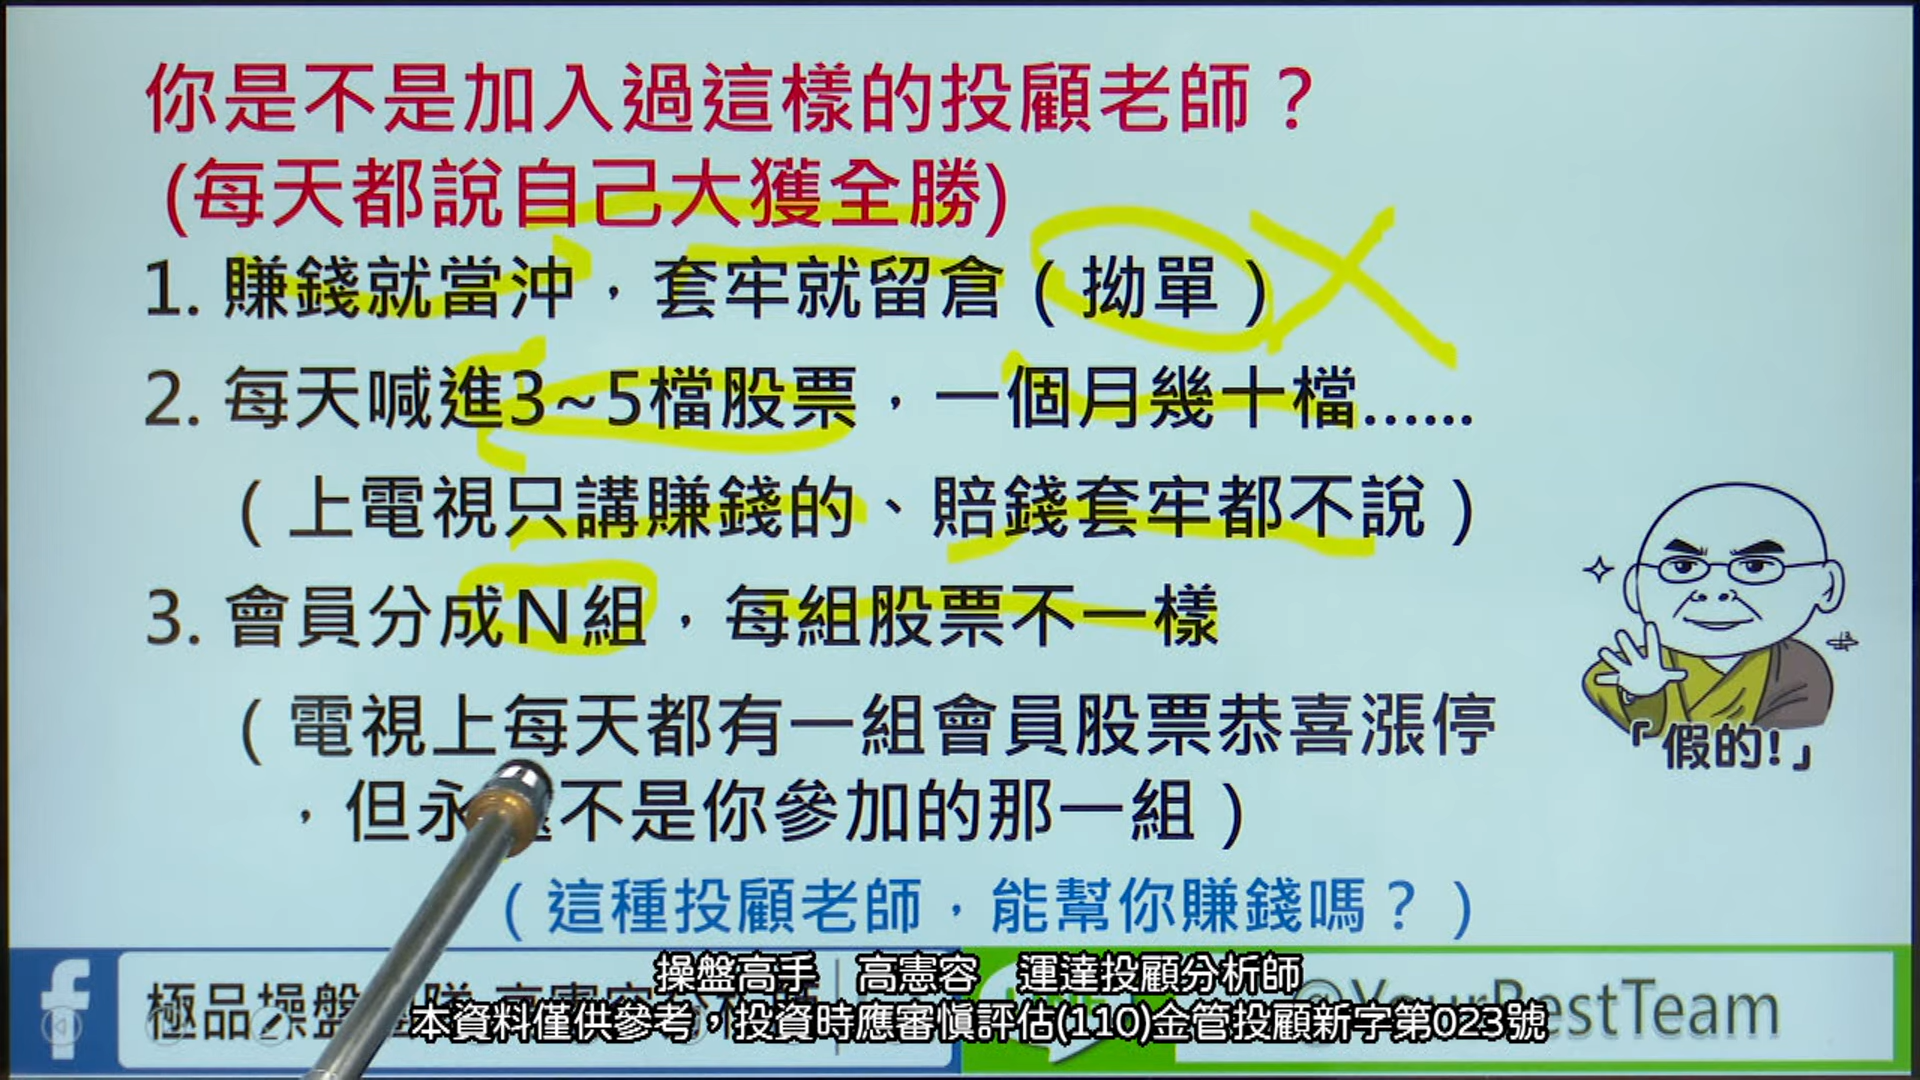 你是不是加入過這樣的投顧老師？
(每天都說自己大獲全勝)
1. 賺錢就當沖，套牢就留倉（拗單）
2. 每天喊進3~5檔股票，一個月幾十檔......
（上電視只講賺錢的、賠錢套牢都不說）
3. 會員分成N組，每組股票不一樣
（電視上每天都有一組會員股票恭喜漲停
，但永 不是你參加的那一組）
「假的!」
（這種投顧老師，能幫你賺錢嗎？）
操盤高手 高憲容 運達投顧分析師
極品操盤
YourBestTeam
本資料僅供參考，投資時應審慎評估(110)金管投顧新字第023號